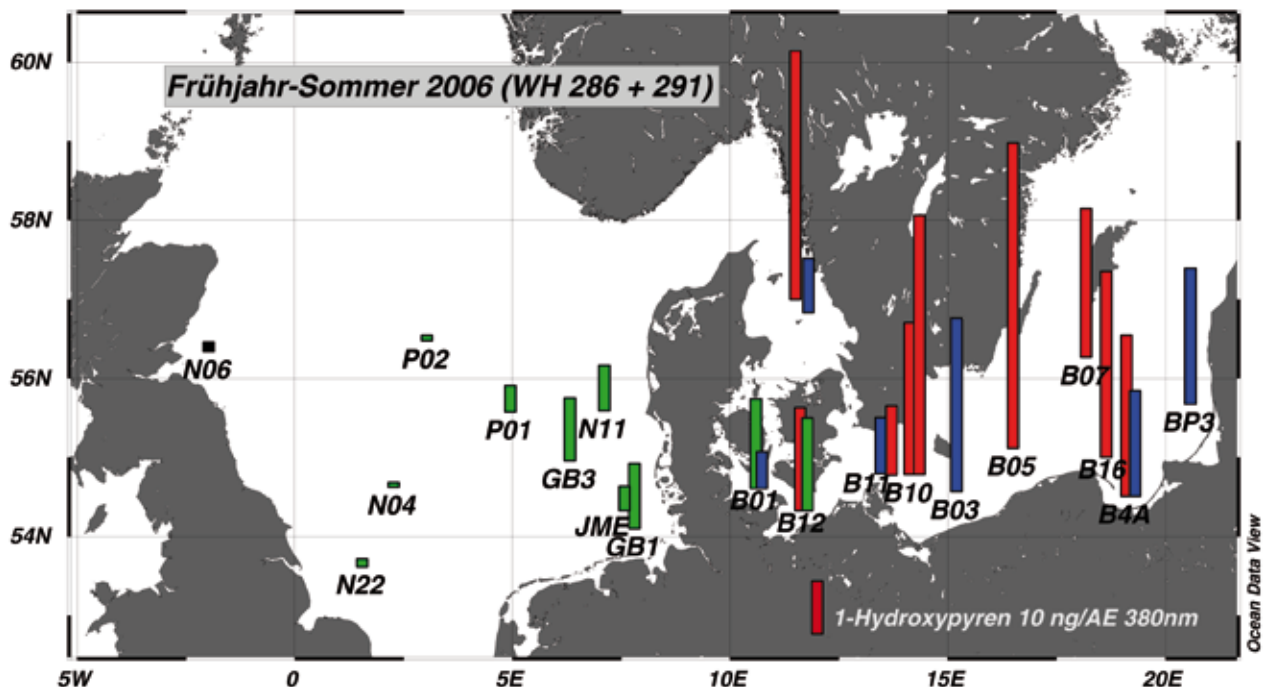 60N
Frühjahr-Sommer 2006 (WH 286 + 291)
58N
56N
N06
P02
P01
N11
GB3
N04
JME
GB1
N22
54N
B01
B12
B11
B10
B03
B05
B07
B16
B4A
BP3
1-Hydroxypyren 10 ng/AE 380nm
Ocean Data View
5W
0
5E
10E
15E
20E